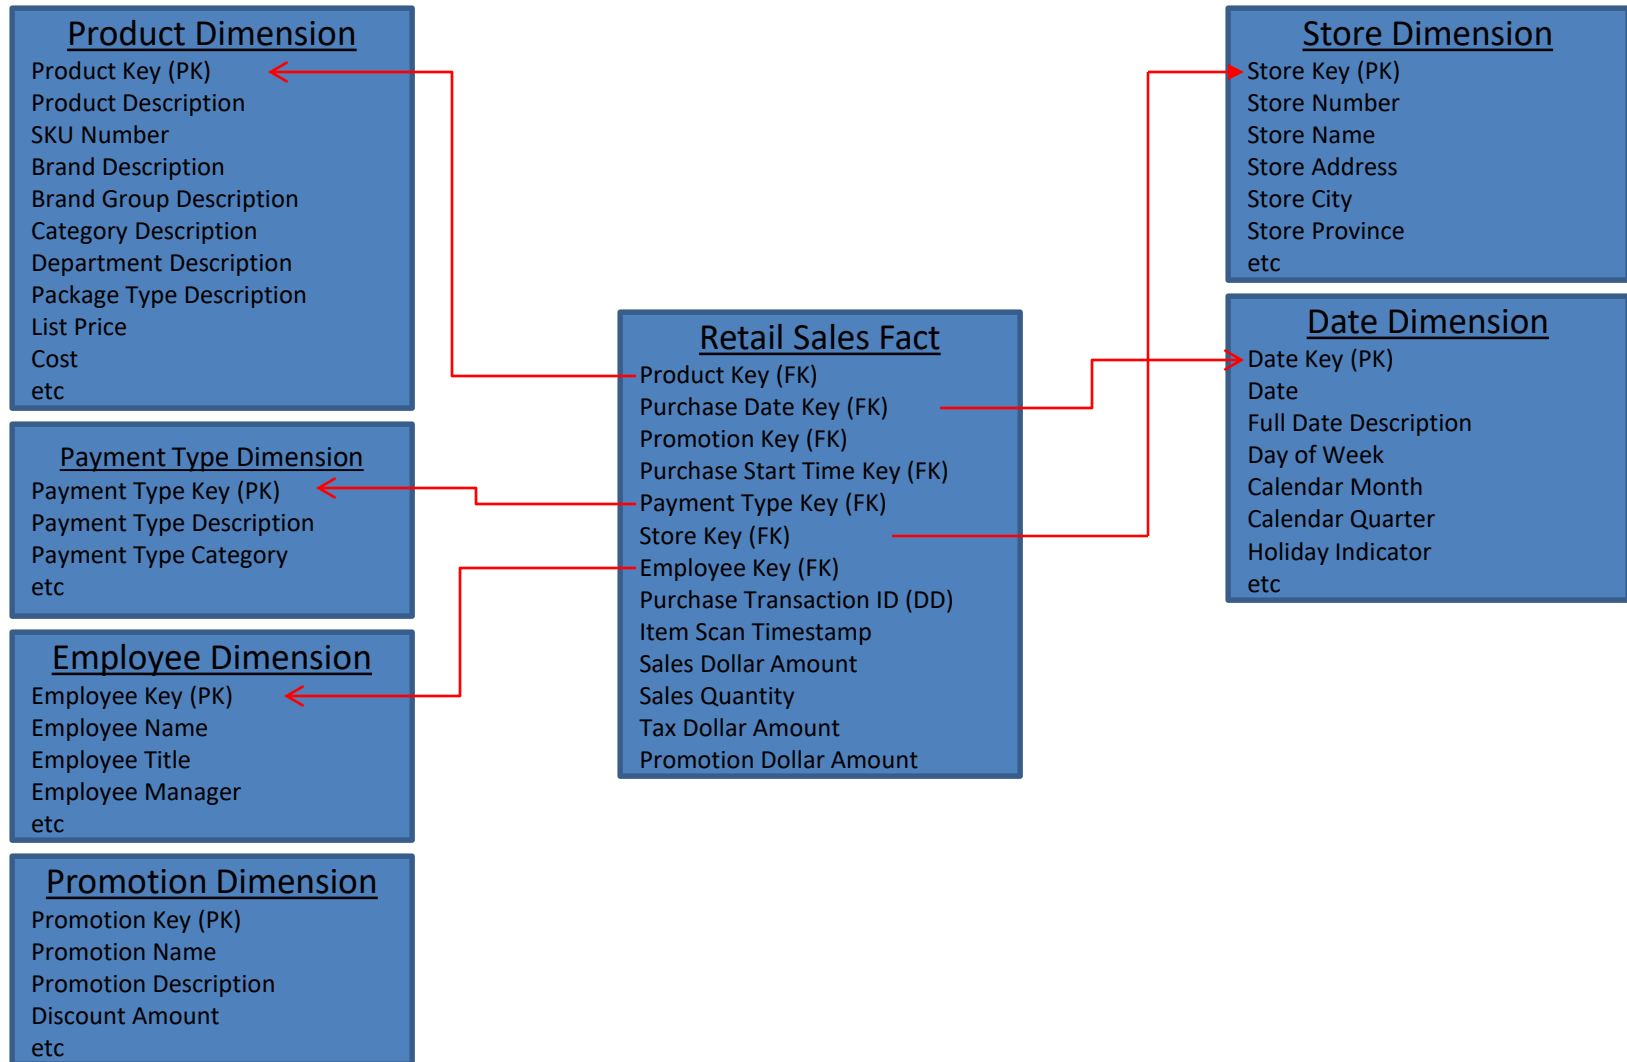 Product Dimension
Product Key (PK)
Product Description
SKU Number
Brand Description
Brand Group Description
Category Description
Department Description
Package Type Description
List Price
Cost
etc
Payment Type Dimension
Payment Type Key (PK)
Payment Type Description
Payment Type Category
etc
Employee Dimension
Employee Key (PK)
Employee Name
Employee Title
Employee Manager
etc
Promotion Dimension
Promotion Key (PK)
Promotion Name
Promotion Description
Discount Amount
etc
Retail Sales Fact
Product Key (FK)
Purchase Date Key (FK)
Promotion Key (FK)
Purchase Start Time Key (FK)
Payment Type Key (FK)
Store Key (FK)
Employee Key (FK)
Purchase Transaction ID (DD)
Item Scan Timestamp
Sales Dollar Amount
Sales Quantity
Tax Dollar Amount
Promotion Dollar Amount
Store Dimension
Store Key (PK)
Store Number
Store Name
Store Address
Store City
Store Province
etc
Date Dimension
Date Key (PK)
Date
Full Date Description
Day of Week
Calendar Month
Calendar Quarter
Holiday Indicator
etc